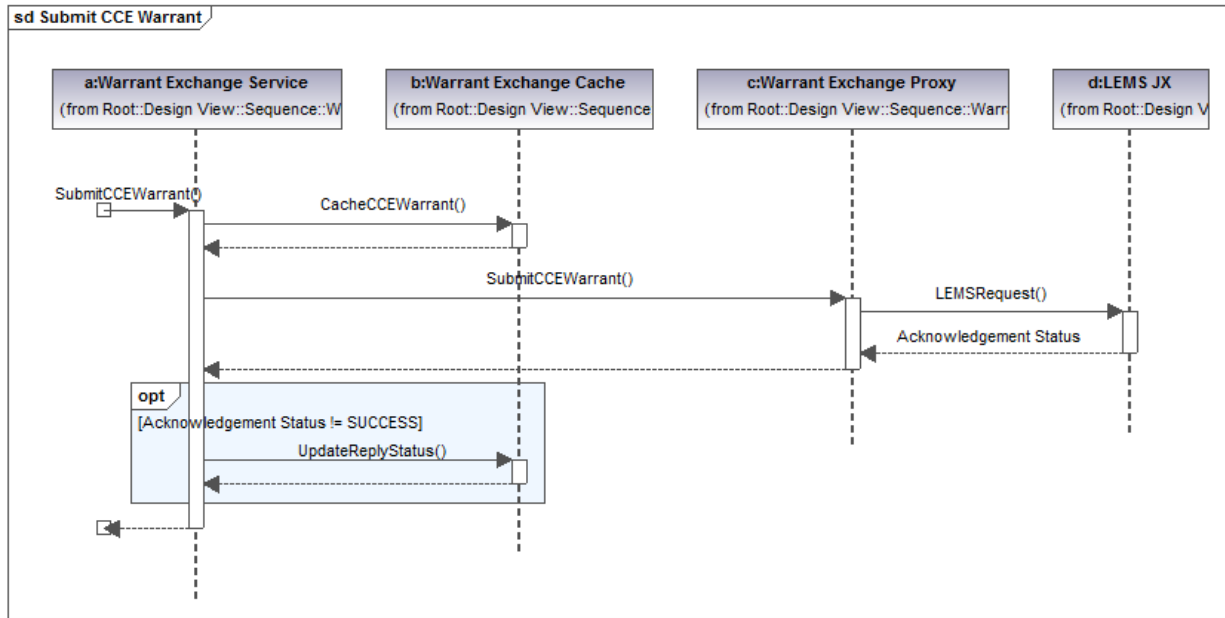 sd Submit CCE Warrant
a:Warrant Exchange Service
(from Root::Design View::Sequence::W
b:Warrant Exchange Cache
(from Root::Design View::Sequence
c:Warrant Exchange Proxy
(from Root::Design View::Sequence::Warr
d:LEMS JX
(from Root::Design V
SubmitCCEWarrant()
CacheCCEWarrant()
SubmitCCEWarrant()
LEMSRequest()
Acknowledgement Status
opt
[Acknowledgement Status != SUCCESS]
UpdateReplyStatus()